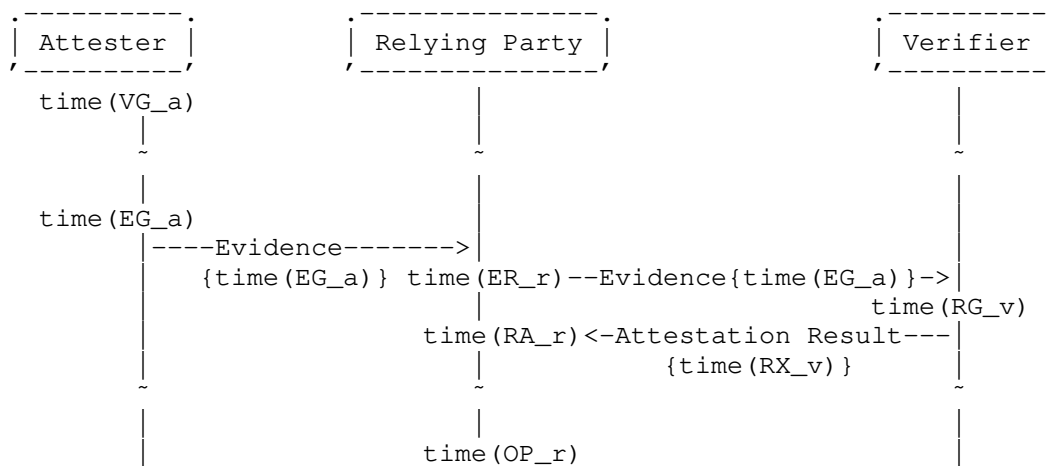 Attester Relying Party Verifier
time(VG_a)
~ ~ ~
time(EG_a)
----Evidence------->
{time(EG_a)} time(ER_r)--Evidence{time(EG_a)}->
time(RG_v)
time(RA_r)<-Attestation Result---
{time(RX_v)}
~ ~ ~
time(OP_r)